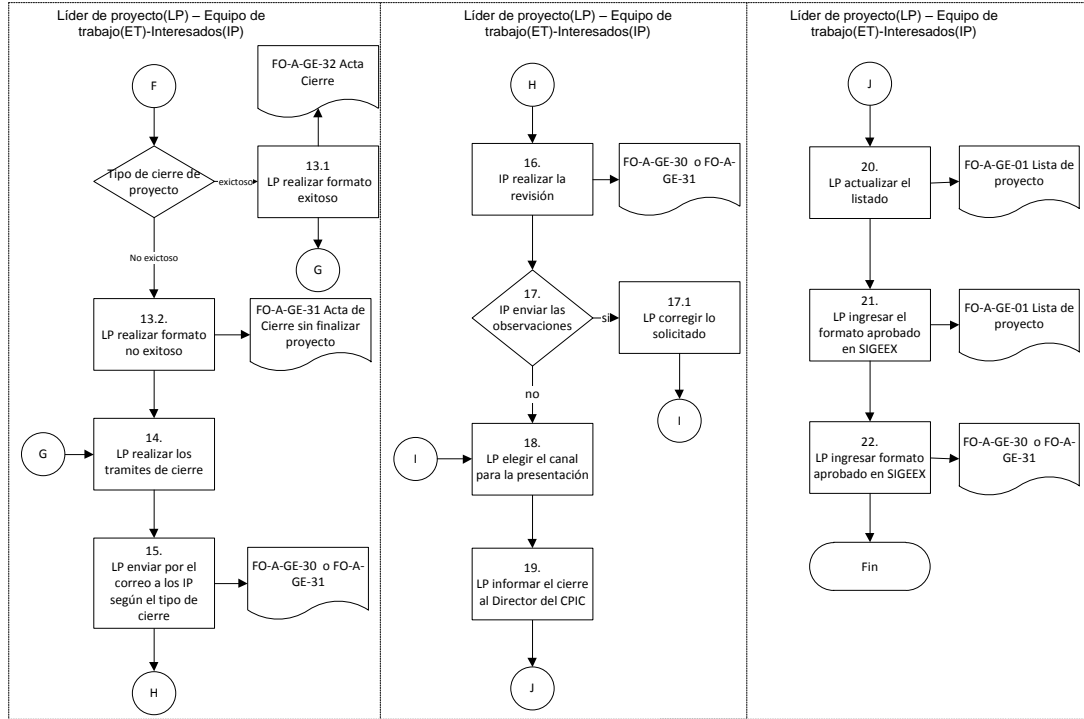 Líder de proyecto(LP) – Equipo de
trabajo(ET)-Interesados(IP)
F
FO-A-GE-32 Acta
Cierre
Tipo de cierre de
proyecto
exictoso
13.1
LP realizar formato
exitoso
G
No exictoso
13.2.
LP realizar formato
no exitoso
FO-A-GE-31 Acta de
Cierre sin finalizar
proyecto
G
14.
LP realizar los
tramites de cierre
15.
LP enviar por el
correo a los IP
según el tipo de
cierre
FO-A-GE-30 o FO-A-
GE-31
H
Líder de proyecto(LP) – Equipo de
trabajo(ET)-Interesados(IP)
H
16.
IP realizar la
revisión
FO-A-GE-30 o FO-A-
GE-31
17.
IP enviar las
observaciones
si
17.1
LP corregir lo
solicitado
I
no
I
18.
LP elegir el canal
para la presentación
19.
LP informar el cierre
al Director del CPIC
J
Líder de proyecto(LP) – Equipo de
trabajo(ET)-Interesados(IP)
J
20.
LP actualizar el
listado
FO-A-GE-01 Lista de
proyecto
21.
LP ingresar el
formato aprobado
en SIGEEX
FO-A-GE-01 Lista de
proyecto
22.
LP ingresar formato
aprobado en SIGEEX
FO-A-GE-30 o FO-A-
GE-31
Fin